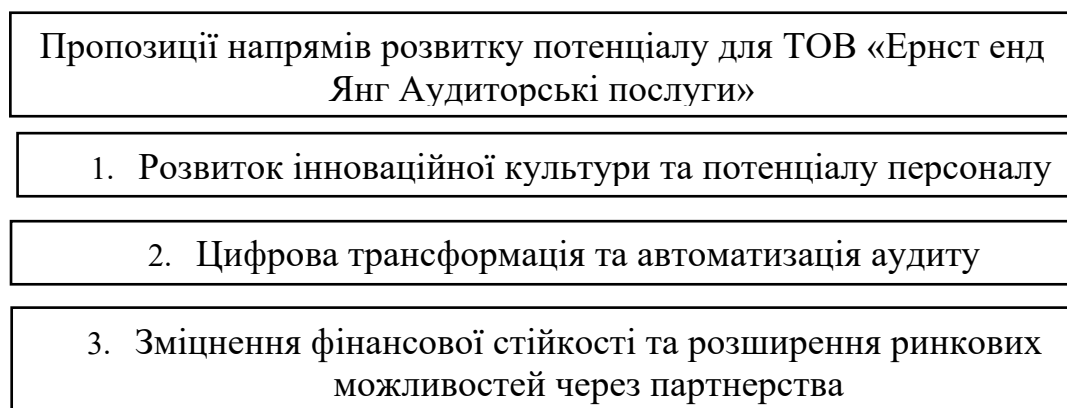 Пропозиції напрямів розвитку потенціалу для ТОВ «Ернст енд
Янг Аудиторські послуги»
1. Розвиток інноваційної культури та потенціалу персоналу
2. Цифрова трансформація та автоматизація аудиту
3. Зміцнення фінансової стійкості та розширення ринкових
можливостей через партнерства